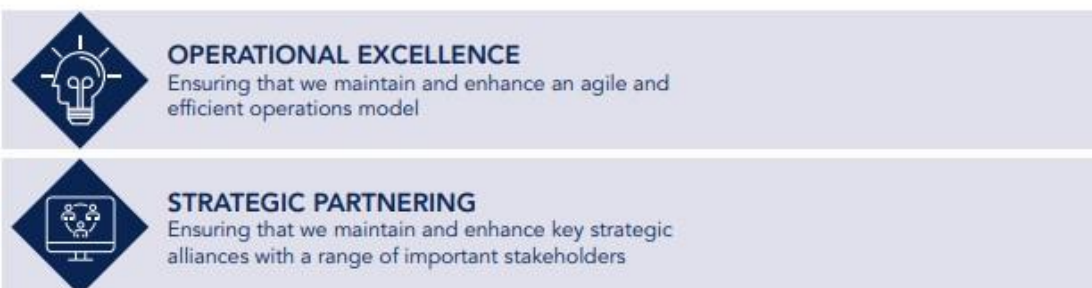 OPERATIONAL EXCELLENCE
Ensuring that we maintain and enhance an agile and
efficient operations model
STRATEGIC PARTNERING
Ensuring that we maintain and enhance key strategic
alliances with a range of important stakeholders